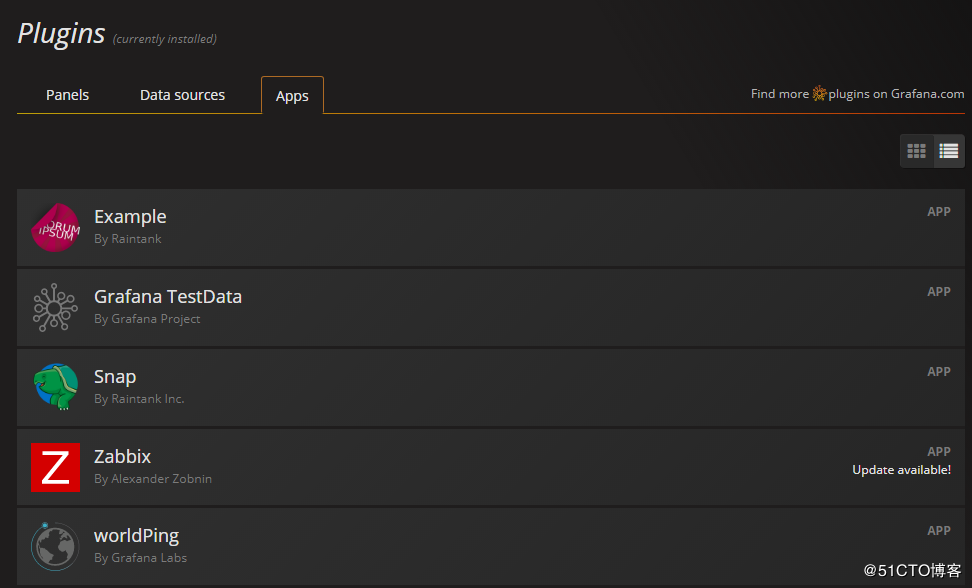 Plugins (currently installed)
Panels Data sources Apps
Find more plugins on Grafana.com
IPSUM
Example
By Raintank
APP
Grafana TestData
By Grafana Project
APP
Snap
By Raintank Inc.
APP
Z
Zabbix
By Alexander Zobnin
APP
Update available!
worldPing
By Grafana Labs
APP
@51CTO博客